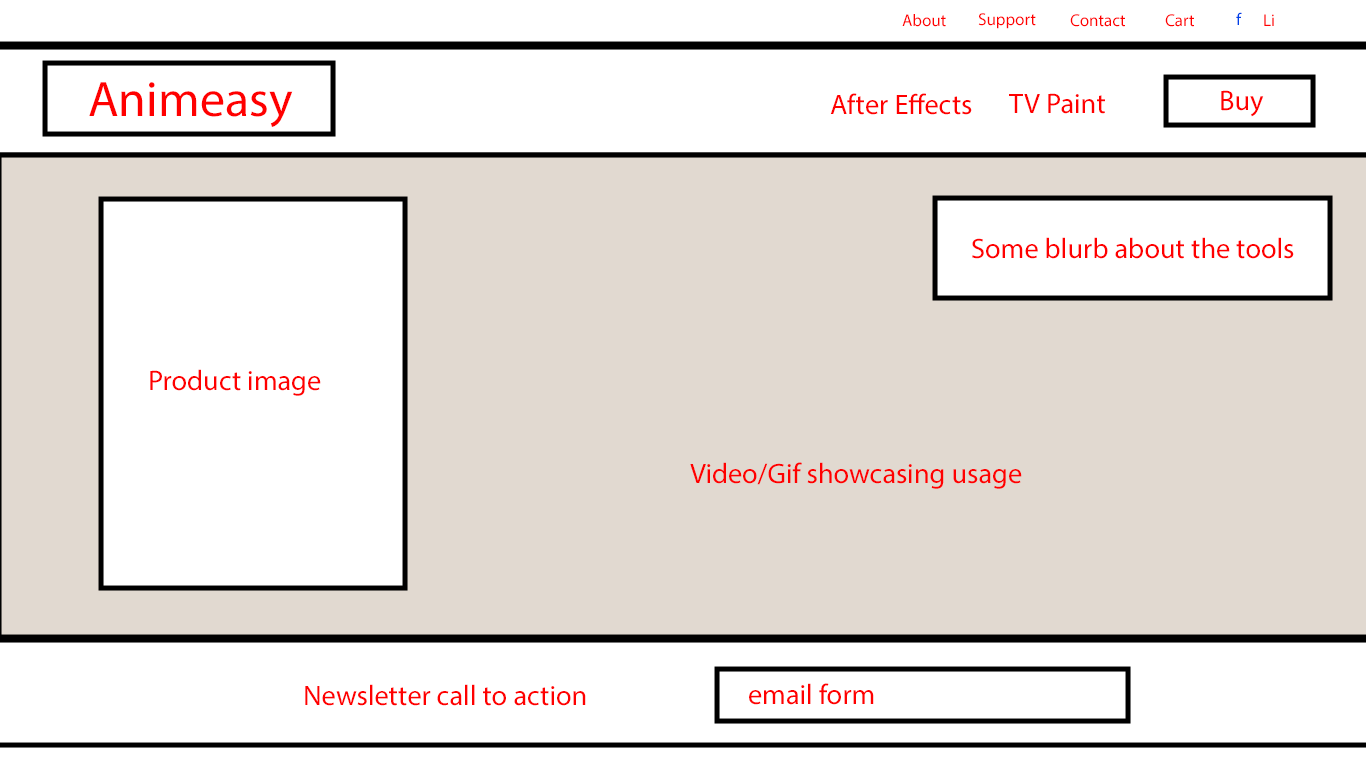 About Support Contact Cart f Li
Animeasy
After Effects TV Paint Buy
Some blurb about the tools
Product image
Video/Gif showcasing usage
Newsletter call to action email form